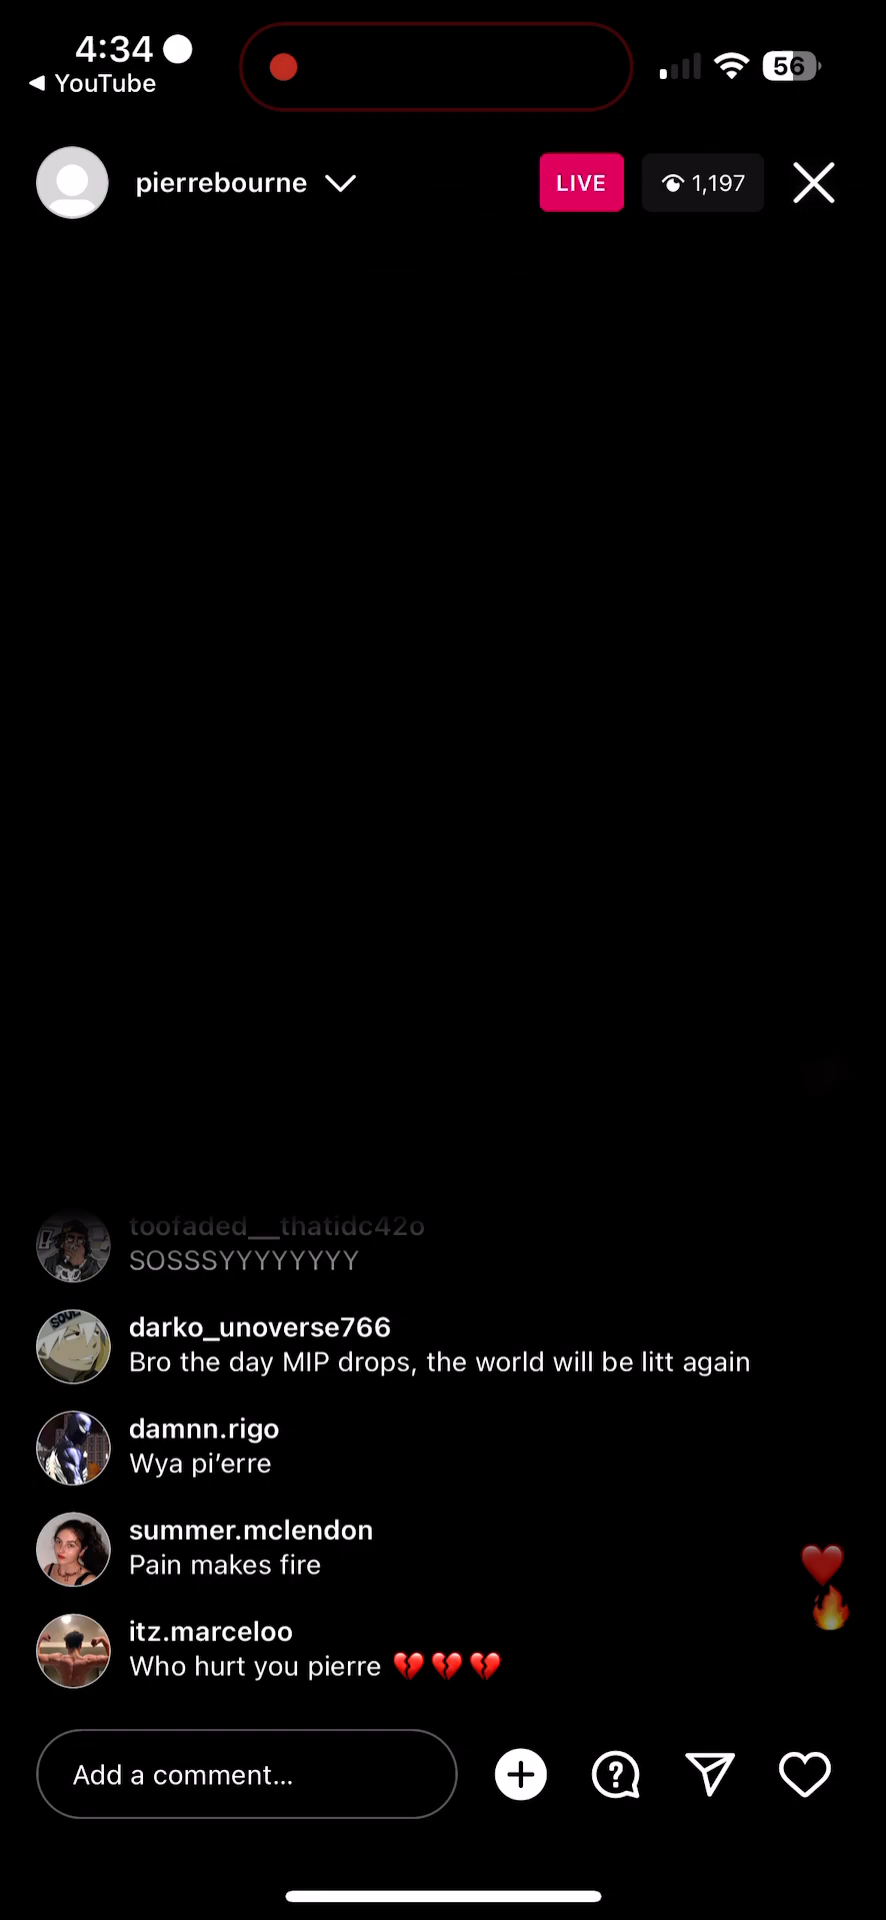 4:34
56
◀ YouTube
pierrebourne
LIVE
1,197
toofaded__thatidc42o
SOSSSYYYYYYYY
SOUL
darko_unoverse766
Bro the day MIP drops, the world will be litt again
damnn.rigo
Wya pi’erre
summer.mclendon
Pain makes fire
itz.marceloo
Who hurt you pierre 💔💔💔
Add a comment...